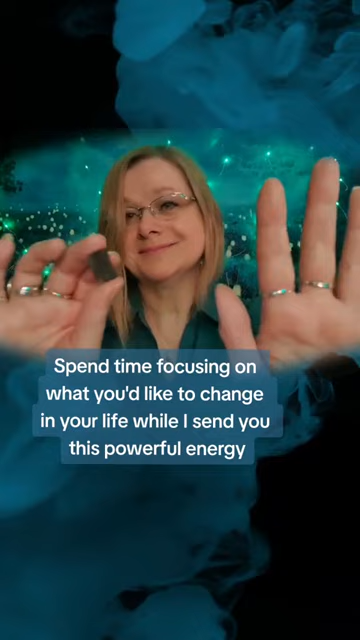 Spend time focusing on
what you'd like to change
in your life while I send you
this powerful energy